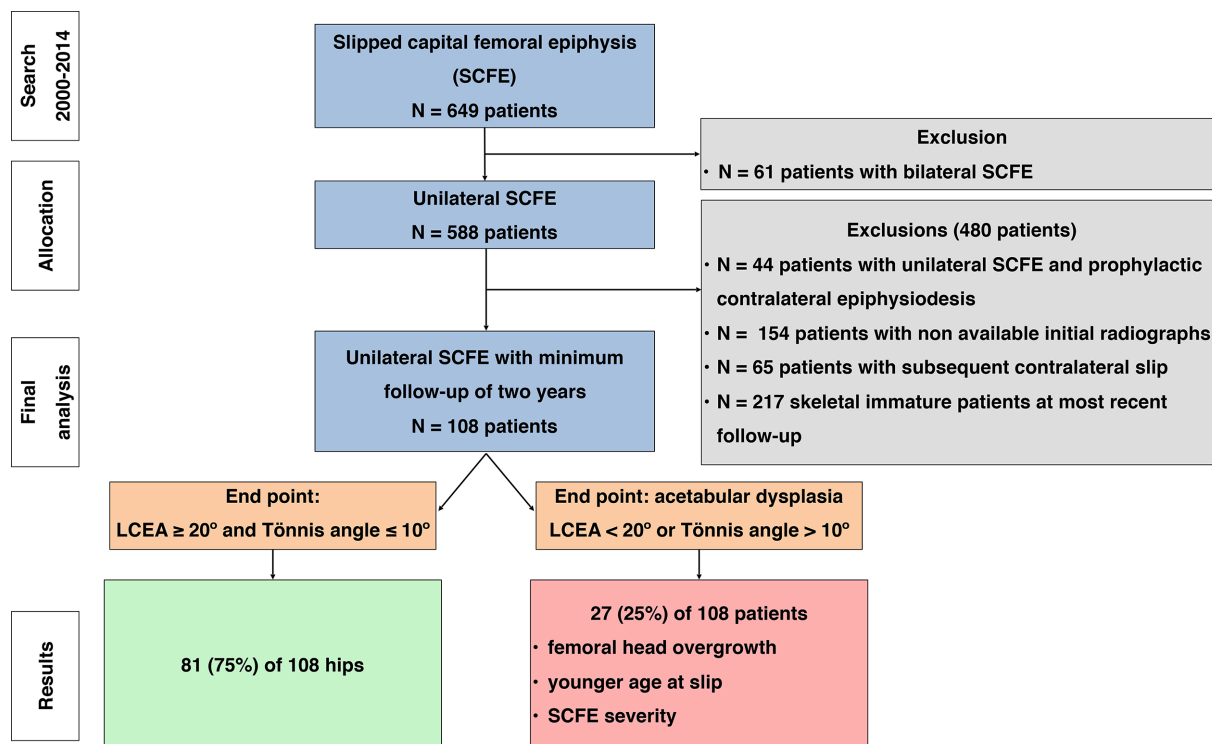 Search
2000-2014
Slipped capital femoral epiphysis
(SCFE)
N = 649 patients
Exclusion
• N = 61 patients with bilateral SCFE
Allocation
Unilateral SCFE
N = 588 patients
Exclusions (480 patients)
• N = 44 patients with unilateral SCFE and prophylactic
contralateral epiphysiodesis
• N = 154 patients with non available initial radiographs
• N = 65 patients with subsequent contralateral slip
• N = 217 skeletal immature patients at most recent
follow-up
Final
analysis
Unilateral SCFE with minimum
follow-up of two years
N = 108 patients
End point:
LCEA ≥ 20º and Tönnis angle ≤ 10º
End point: acetabular dysplasia
LCEA < 20º or Tönnis angle > 10º
Results
81 (75%) of 108 hips
27 (25%) of 108 patients
• femoral head overgrowth
• younger age at slip
• SCFE severity